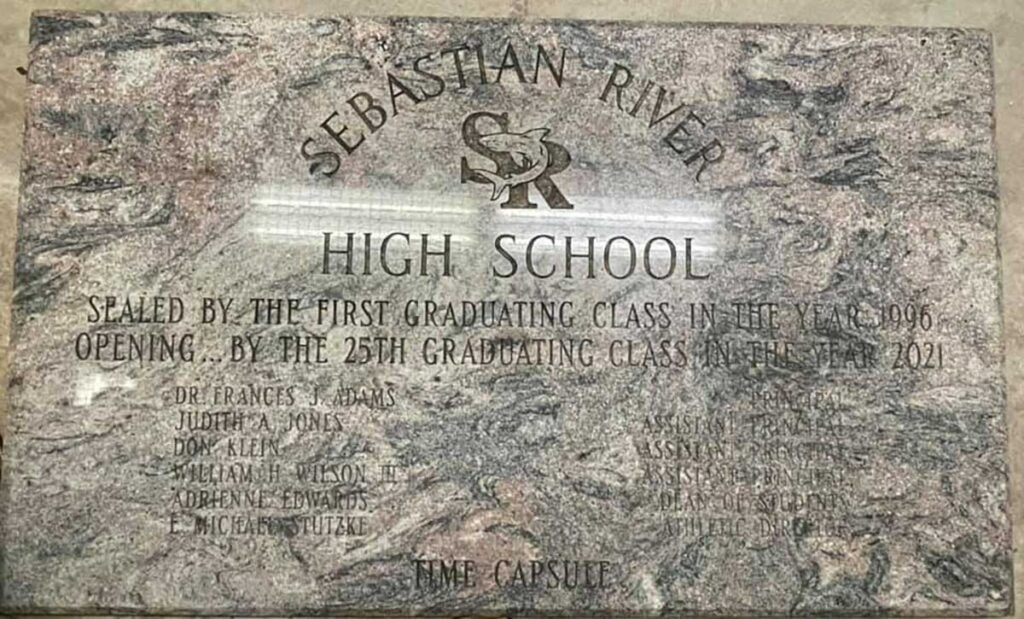 SEBASTIAN RIVER
SR
HIGH SCHOOL
SEALED BY THE FIRST GRADUATING CLASS IN THE YEAR 1996
OPENING... BY THE 25TH GRADUATING CLASS IN THE YEAR 2021
DR. FRANCES J. ADAMS PRINCIPAL
JUDITH A. JONES ASSISTANT PRINCIPAL
DON KLEIN ASSISTANT PRINCIPAL
WILLIAM H. WILSON III ASSISTANT PRINCIPAL
ADRIENNE EDWARDS DEAN OF STUDENTS
E. MICHAEL STUTZKE ATHLETIC DIRECTOR
TIME CAPSULE